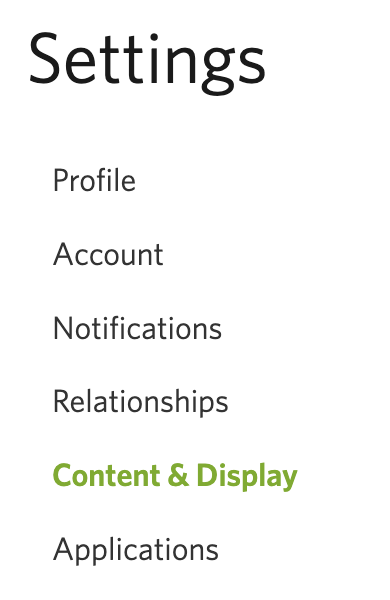 Settings
Profile
Account
Notifications
Relationships
Content & Display
Applications